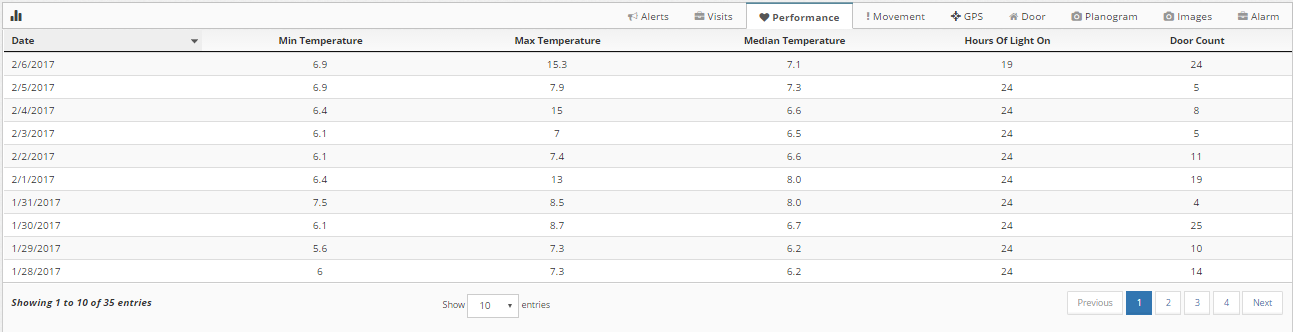 Alerts Visits Performance Movement GPS Door Planogram Images Alarm
Date Min Temperature Max Temperature Median Temperature Hours Of Light On Door Count
2/6/2017 6.9 15.3 7.1 19 24
2/5/2017 6.9 7.9 7.3 24 5
2/4/2017 6.4 15 6.6 24 8
2/3/2017 6.1 7 6.5 24 5
2/2/2017 6.1 7.4 6.6 24 11
2/1/2017 6.4 13 8.0 24 19
1/31/2017 7.5 8.5 8.0 24 4
1/30/2017 6.1 8.7 6.7 24 25
1/29/2017 5.6 7.3 6.2 24 10
1/28/2017 6 7.3 6.2 24 14
Showing 1 to 10 of 35 entries Show 10 entries Previous 1 2 3 4 Next